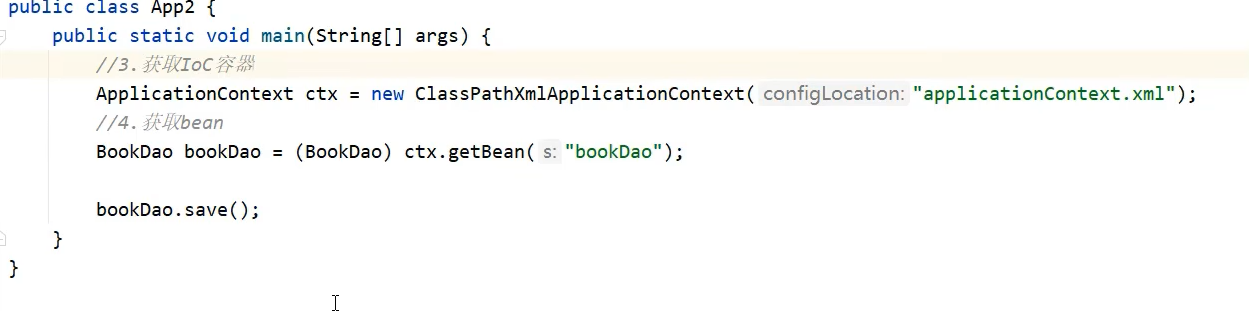 public class App2 {
public static void main(String[] args) {
//3.获取IoC容器
ApplicationContext ctx = new ClassPathXmlApplicationContext( configLocation: "applicationContext.xml");
//4.获取bean
BookDao bookDao = (BookDao) ctx.getBean( s: "bookDao");
bookDao.save();
}
}